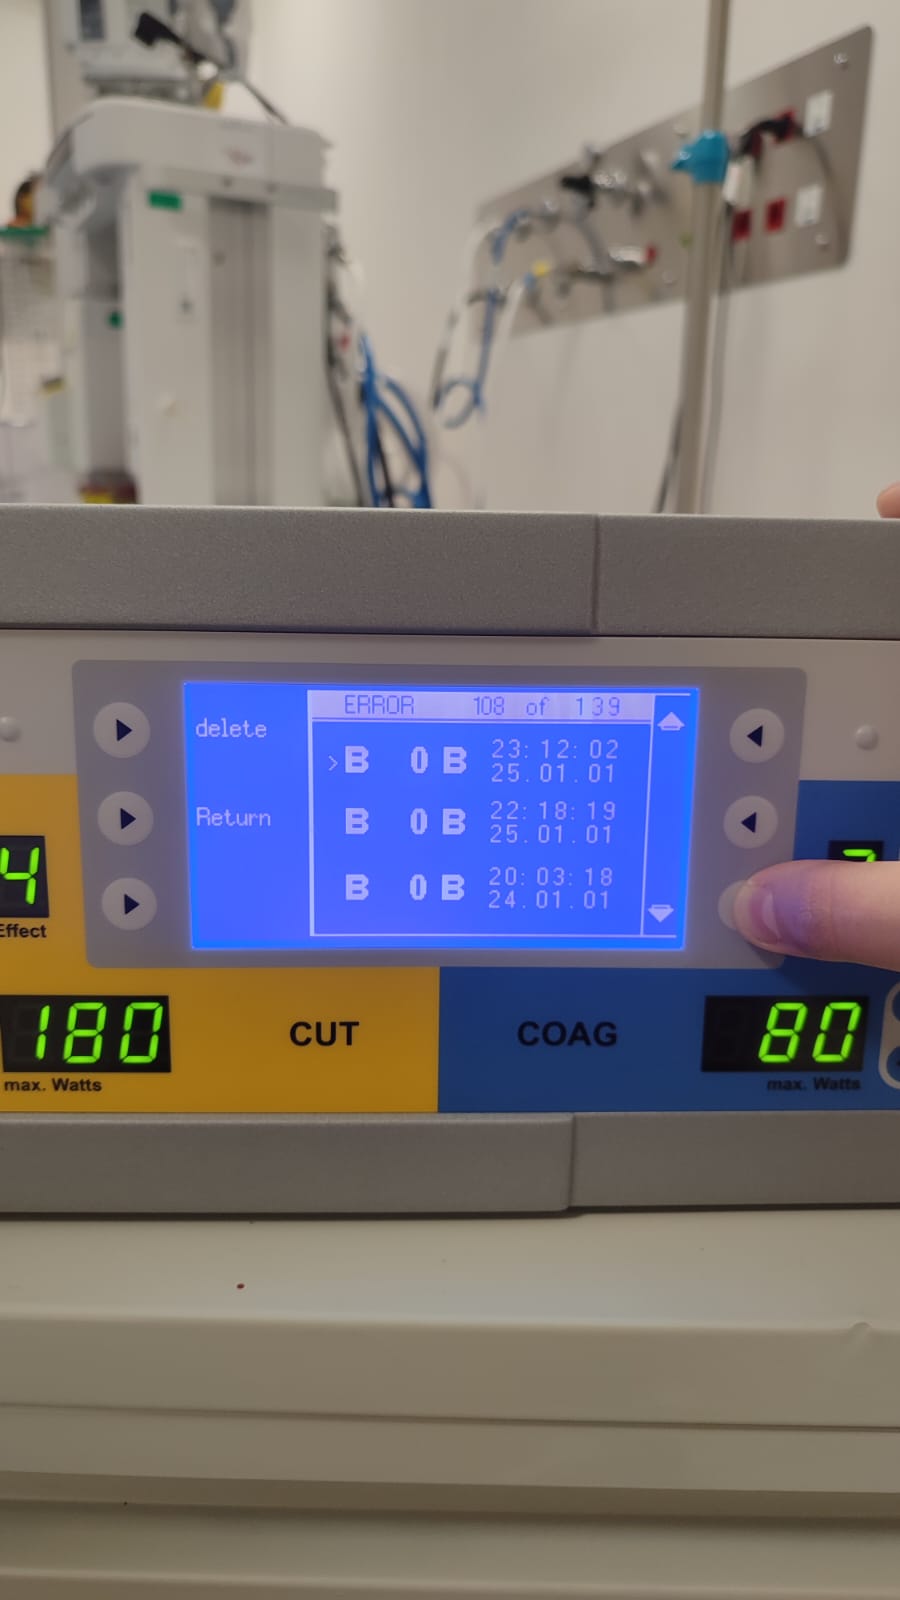 ERROR 108 of 139
delete
>B 0 B 23:12:02
25.01.01
Return
B 0 B 22:18:19
25.01.01
B 0 B 20:03:18
24.01.01
4
Effect
180
CUT
COAG
80
max. Watts
max. Watts